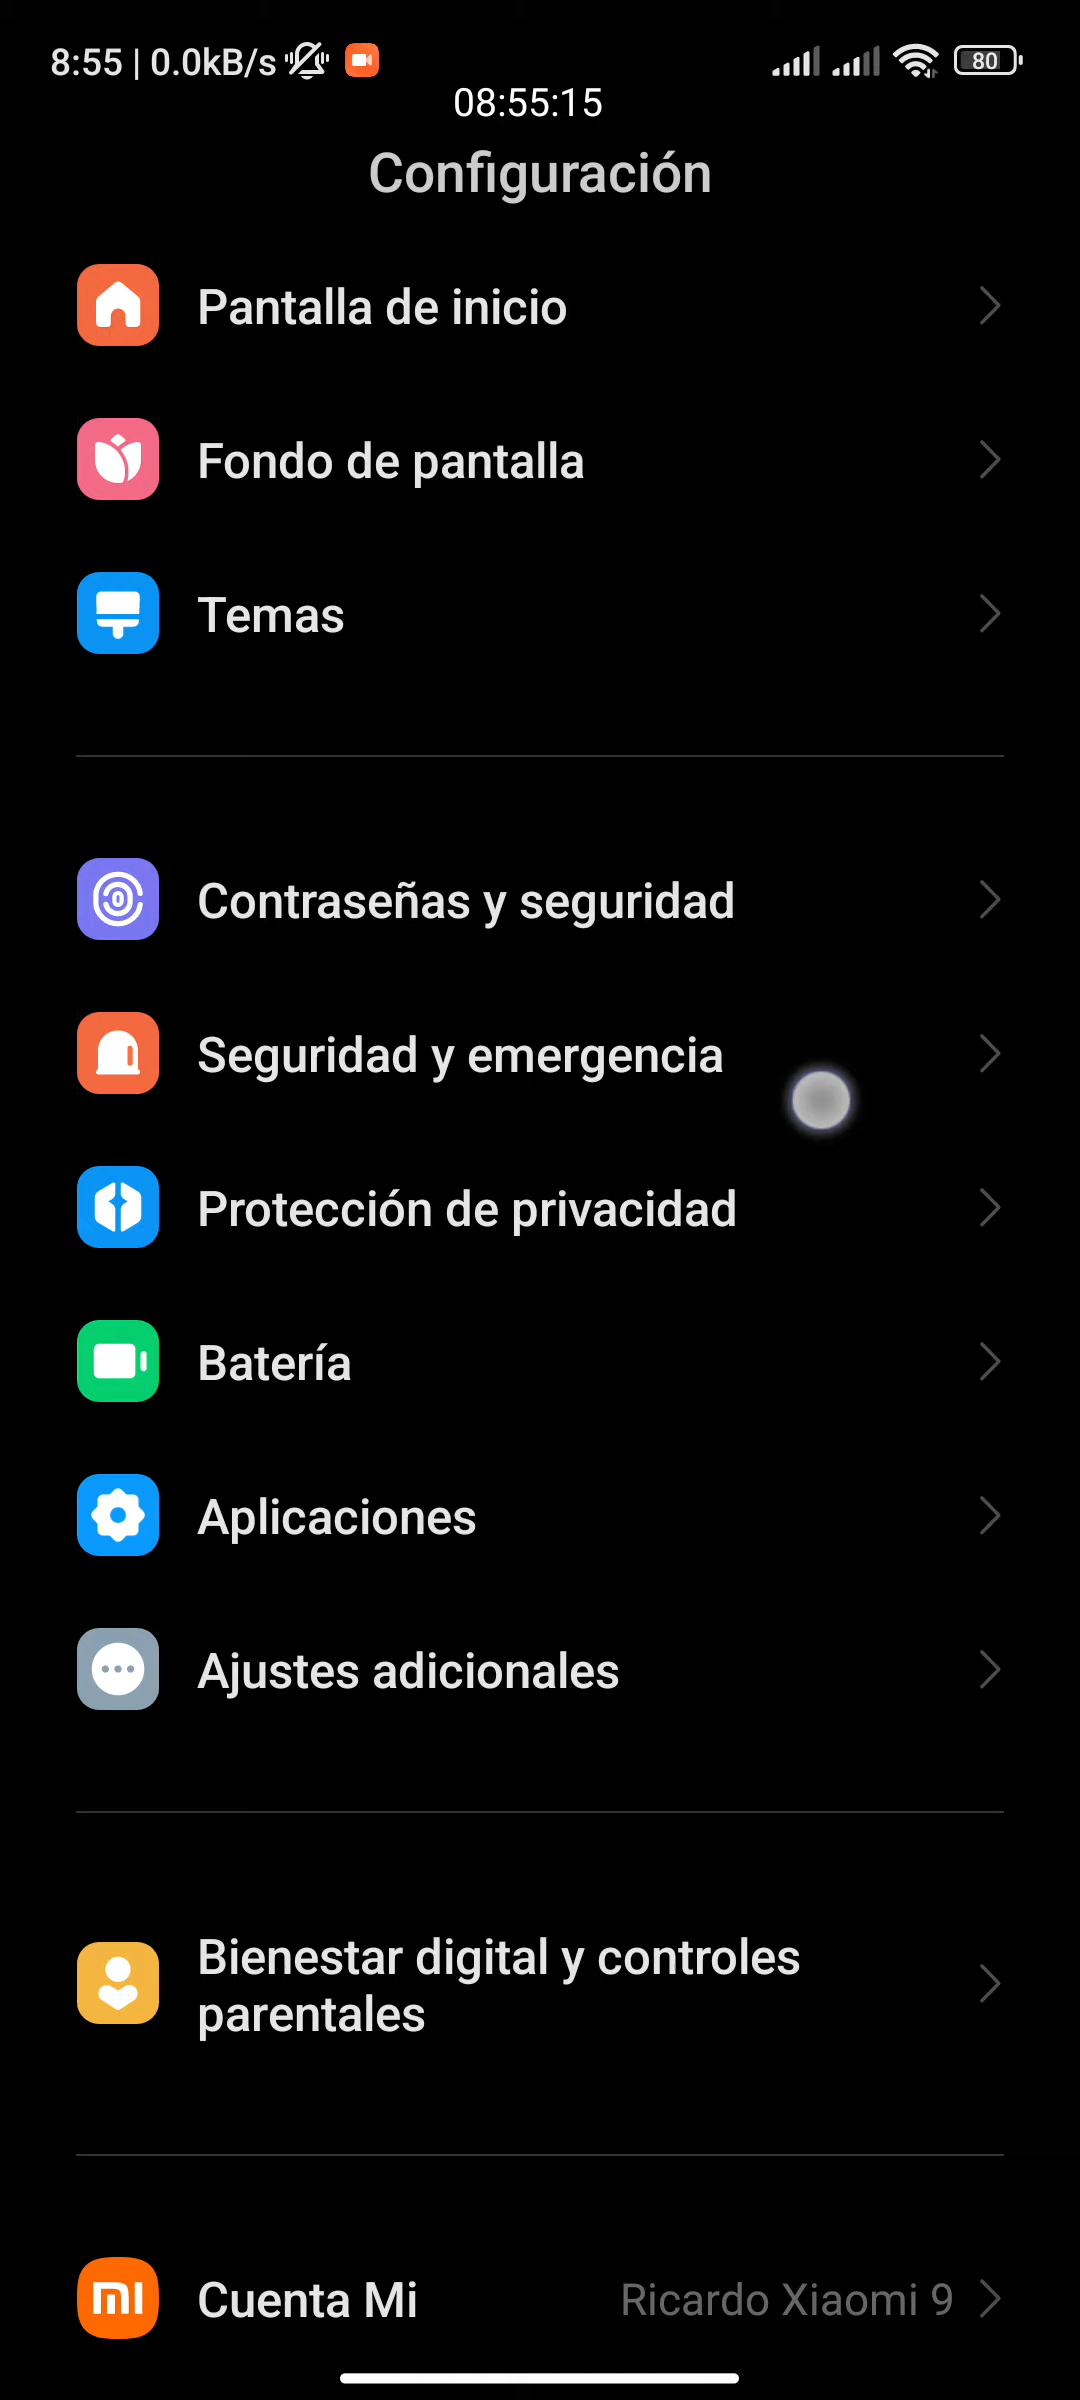 8:55 | 0.0kB/s
80
08:55:15
Configuración
Pantalla de inicio
Fondo de pantalla
Temas
Contraseñas y seguridad
Seguridad y emergencia
Protección de privacidad
Batería
Aplicaciones
Ajustes adicionales
Bienestar digital y controles
parentales
Cuenta Mi
Ricardo Xiaomi 9